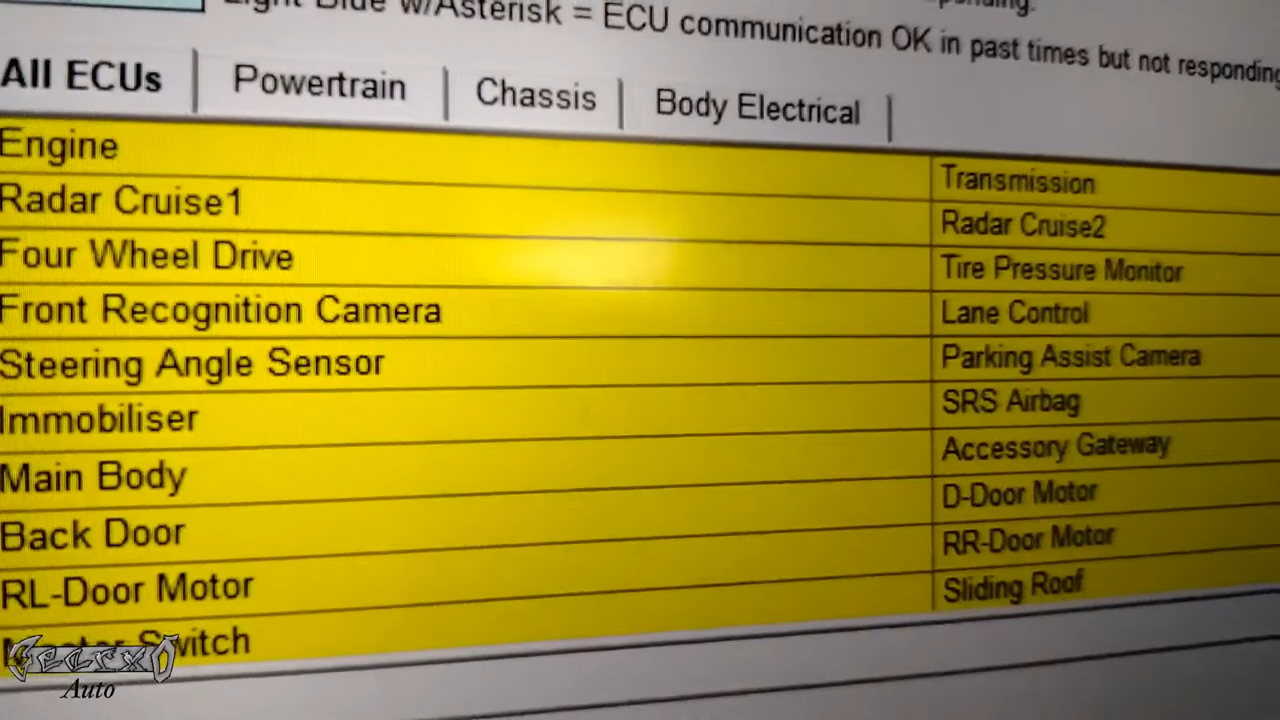 Light Blue w/Asterisk = ECU communication OK in past times but not responding
All ECUs Powertrain Chassis Body Electrical
Engine
Transmission
Radar Cruise1
Radar Cruise2
Four Wheel Drive
Tire Pressure Monitor
Front Recognition Camera
Lane Control
Steering Angle Sensor
Parking Assist Camera
Immobiliser
SRS Airbag
Main Body
Accessory Gateway
Back Door
D-Door Motor
RL-Door Motor
RR-Door Motor
Switch
Sliding Roof
Auto